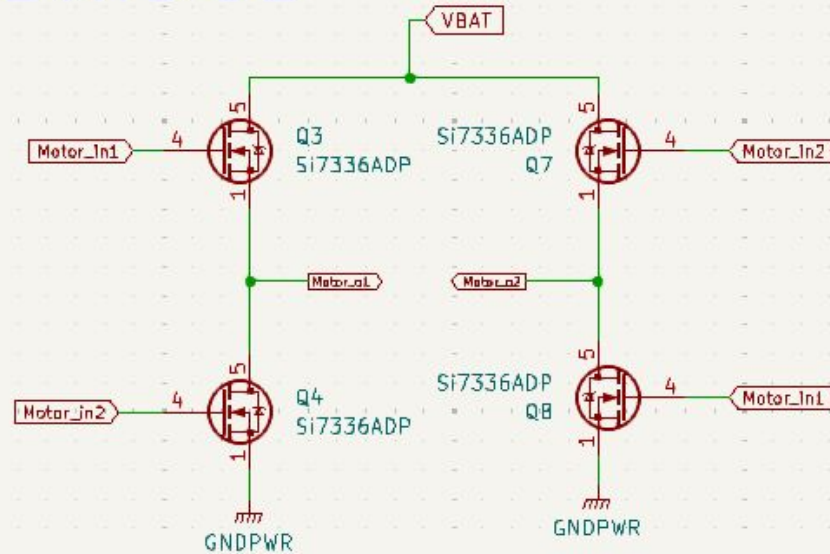 VBAT
5
5
Motor_in1
4
Q3
Si7336ADP
1
Si7336ADP
Q7
4
Motor_in2
1
Motor_o1
Motor_o2
5
5
Motor_in2
4
Q4
Si7336ADP
1
Si7336ADP
Q8
4
Motor_in1
1
GNDPWR
GNDPWR